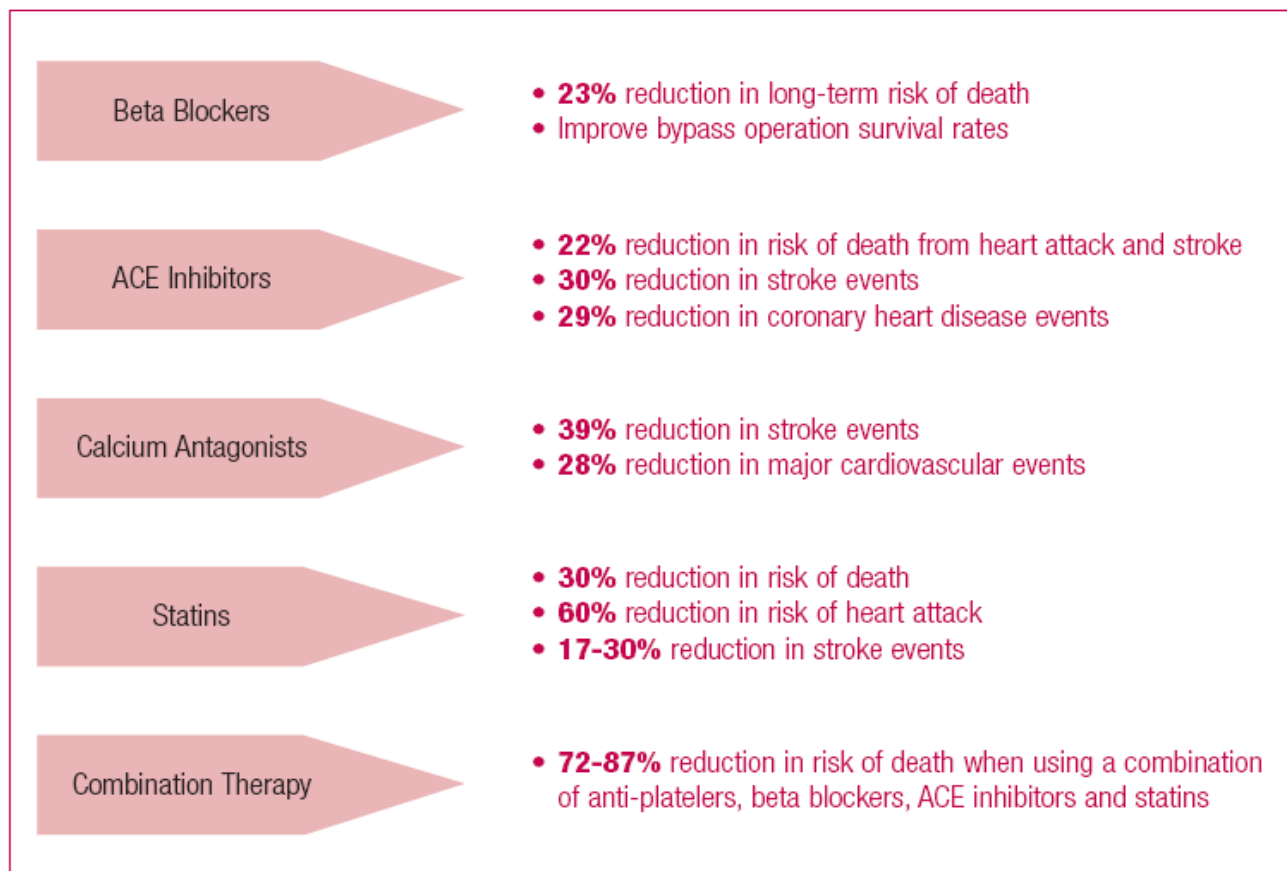 Beta Blockers
• 23% reduction in long-term risk of death
• Improve bypass operation survival rates
ACE Inhibitors
• 22% reduction in risk of death from heart attack and stroke
• 30% reduction in stroke events
• 29% reduction in coronary heart disease events
Calcium Antagonists
• 39% reduction in stroke events
• 28% reduction in major cardiovascular events
Statins
• 30% reduction in risk of death
• 60% reduction in risk of heart attack
• 17-30% reduction in stroke events
Combination Therapy
• 72-87% reduction in risk of death when using a combination
of anti-platelers, beta blockers, ACE inhibitors and statins